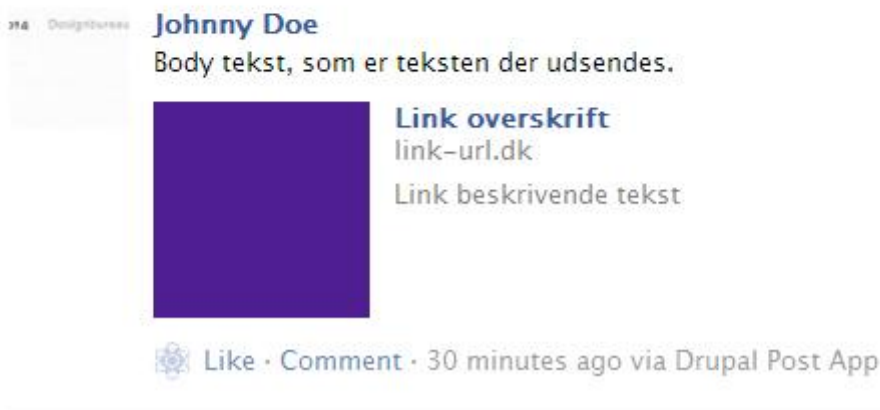 Designbureau
Johnny Doe
Body tekst, som er teksten der udsendes.
Link overskrift
link-url.dk
Link beskrivende tekst
Like · Comment · 30 minutes ago via Drupal Post App